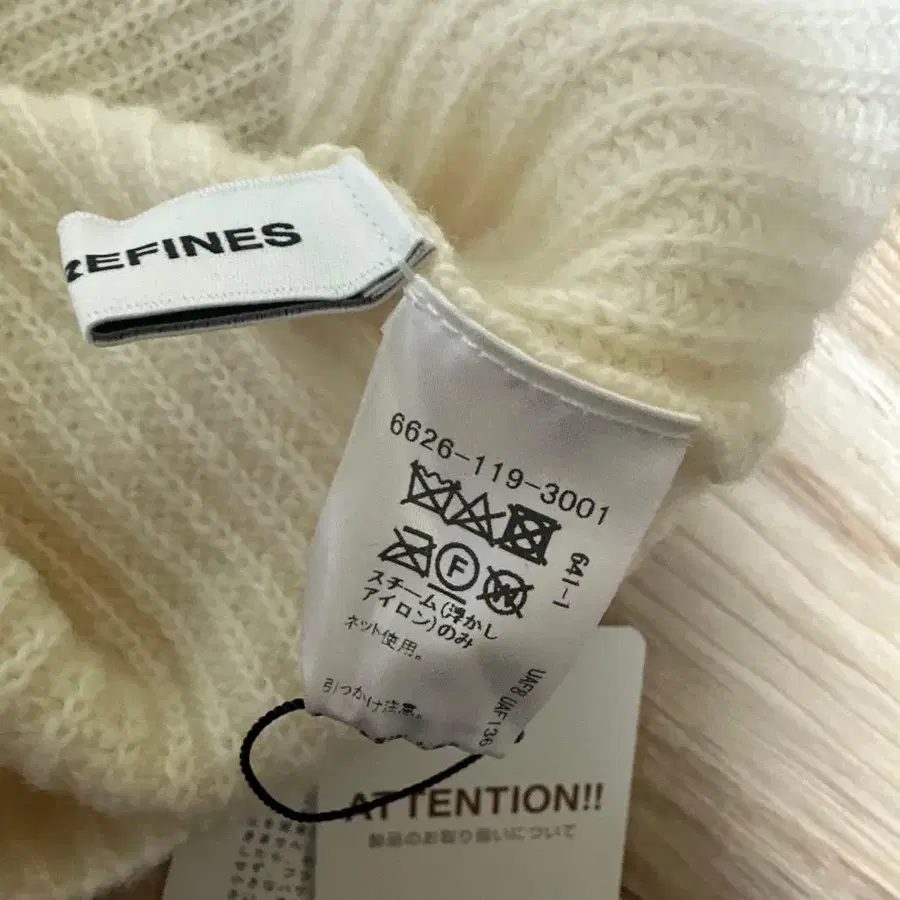 REFINES
6626-119-3001
641-1
F
W
スチーム(浮かし
アイロン)のみ
ネット使用。
引っかけ注意。
UAF8 UAF136
ATTENTION!!
製品のお取り扱いについて